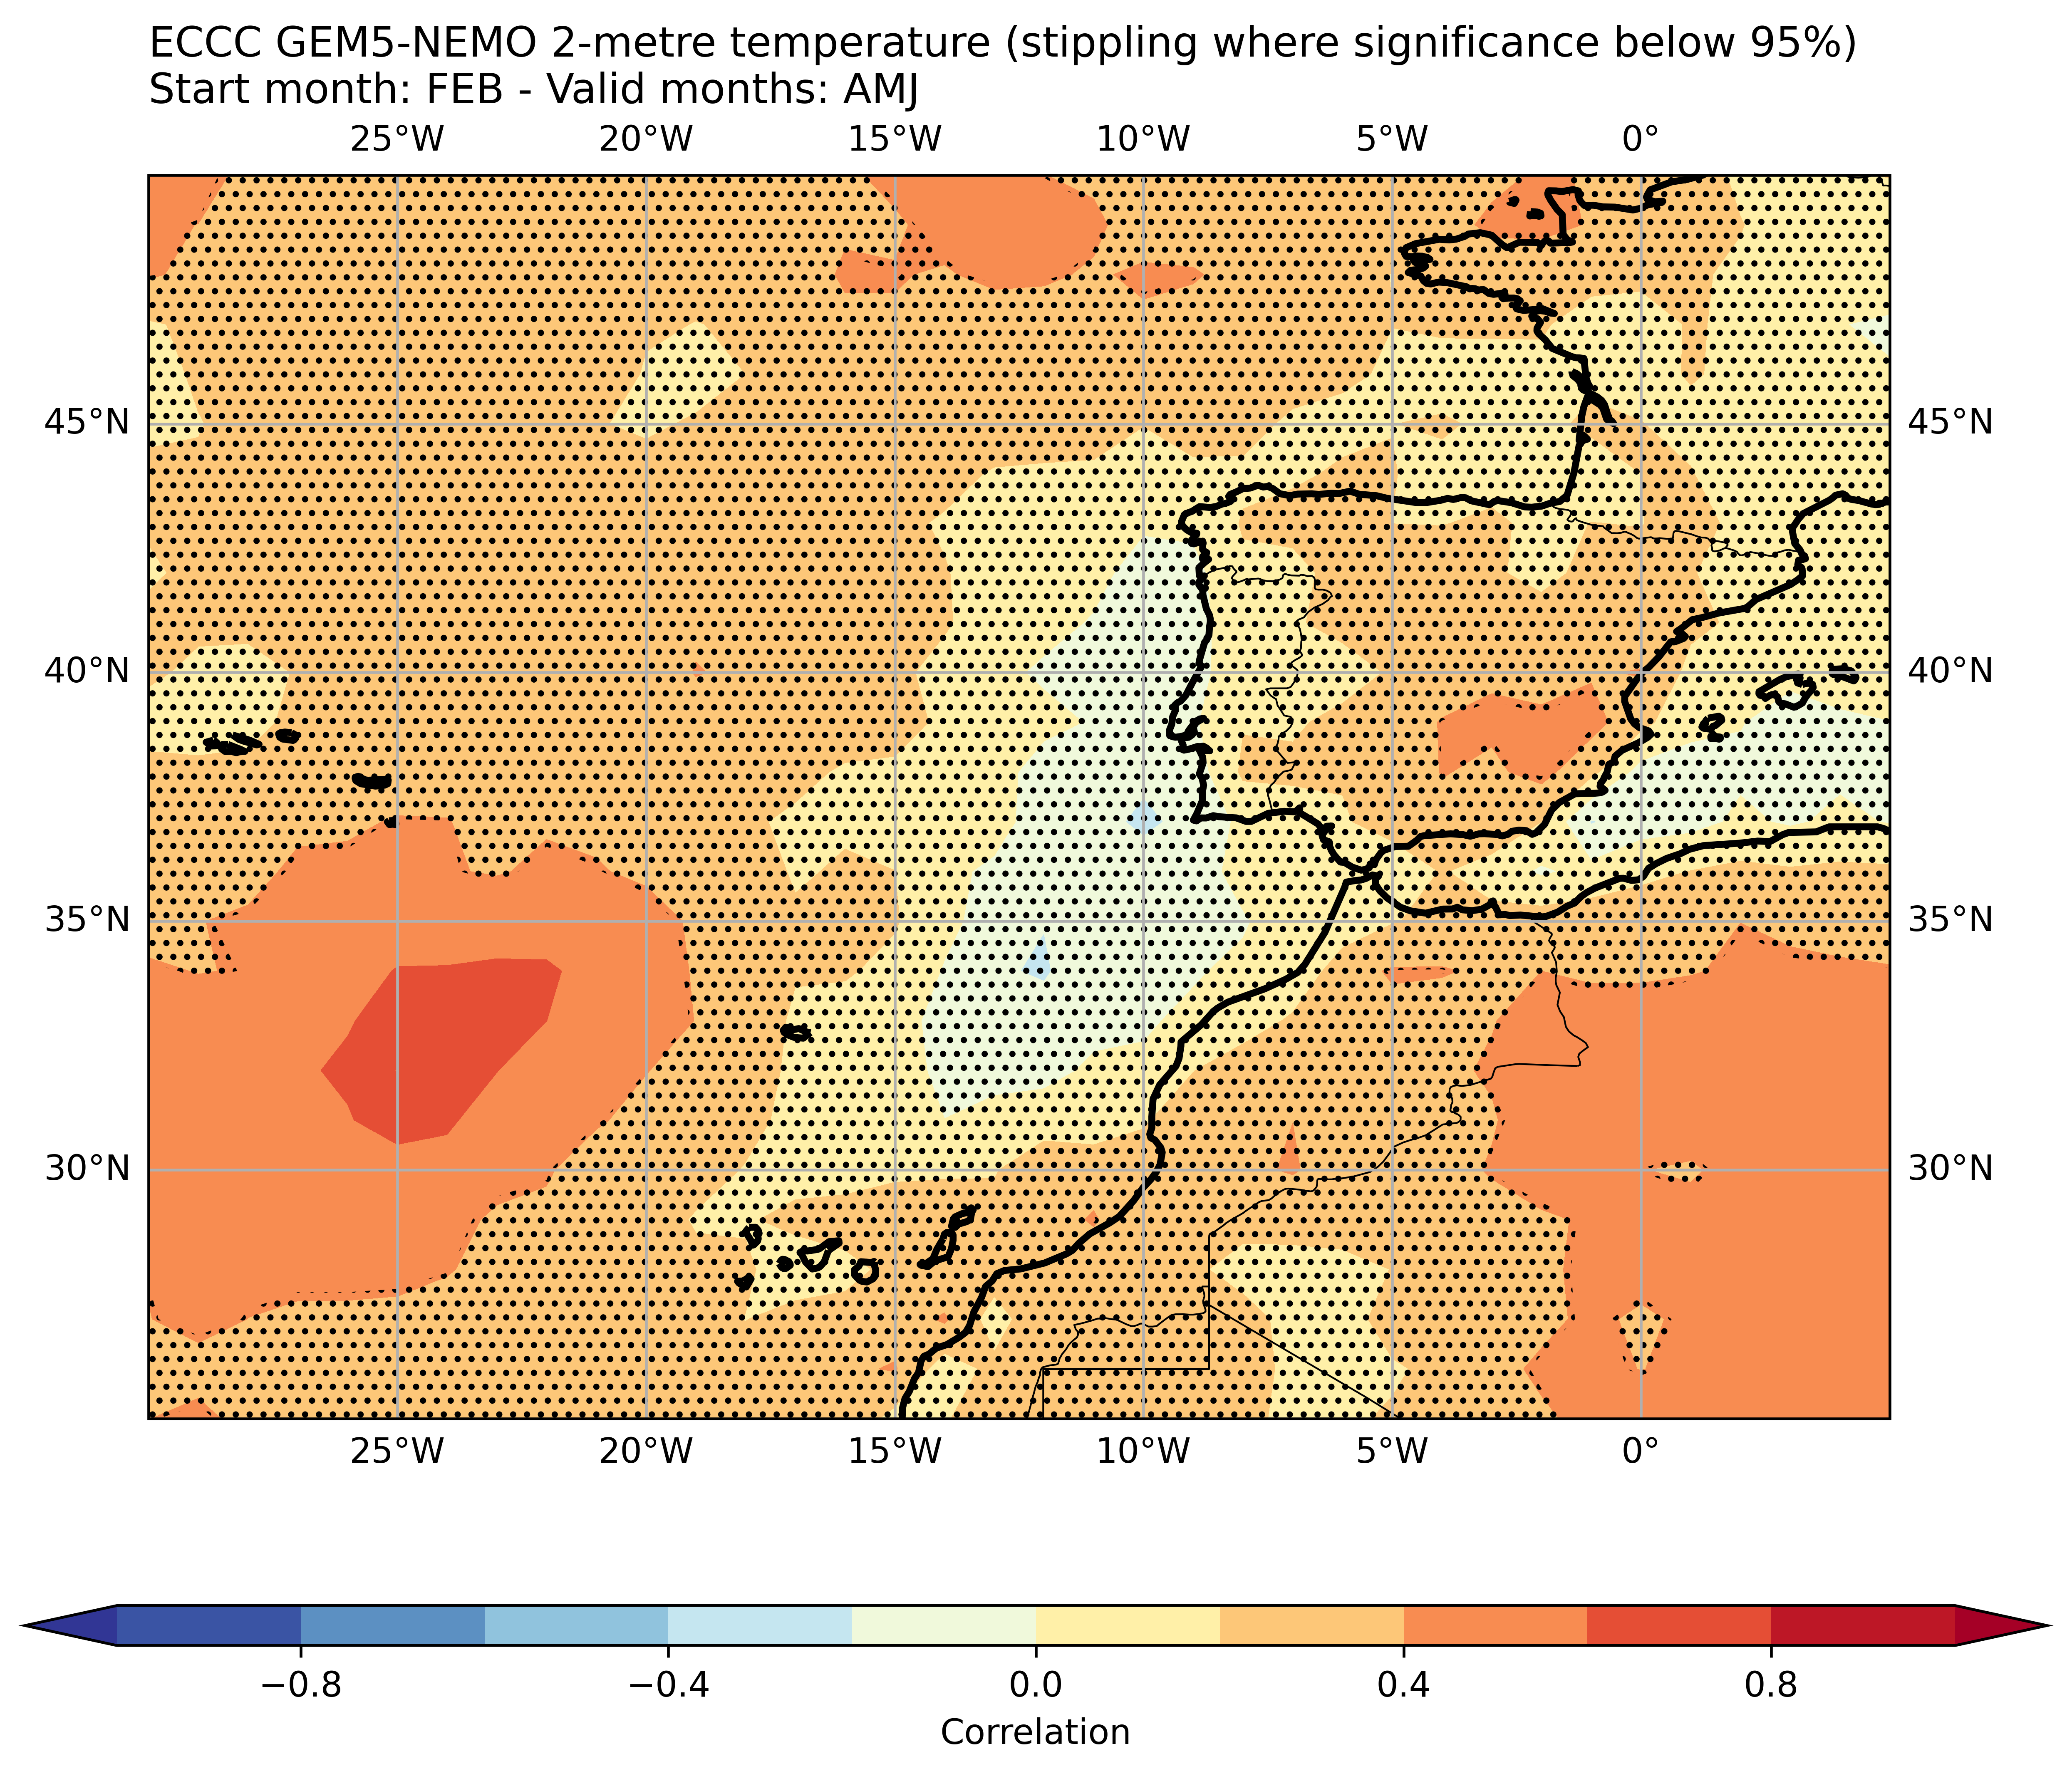 ECCC GEM5-NEMO 2-metre temperature (stippling where significance below 95%)
Start month: FEB - Valid months: AMJ
25°W 20°W 15°W 10°W 5°W 0°
45°N 45°N
40°N 40°N
35°N 35°N
30°N 30°N
25°W 20°W 15°W 10°W 5°W 0°
−0.8 −0.4 0.0 0.4 0.8
Correlation